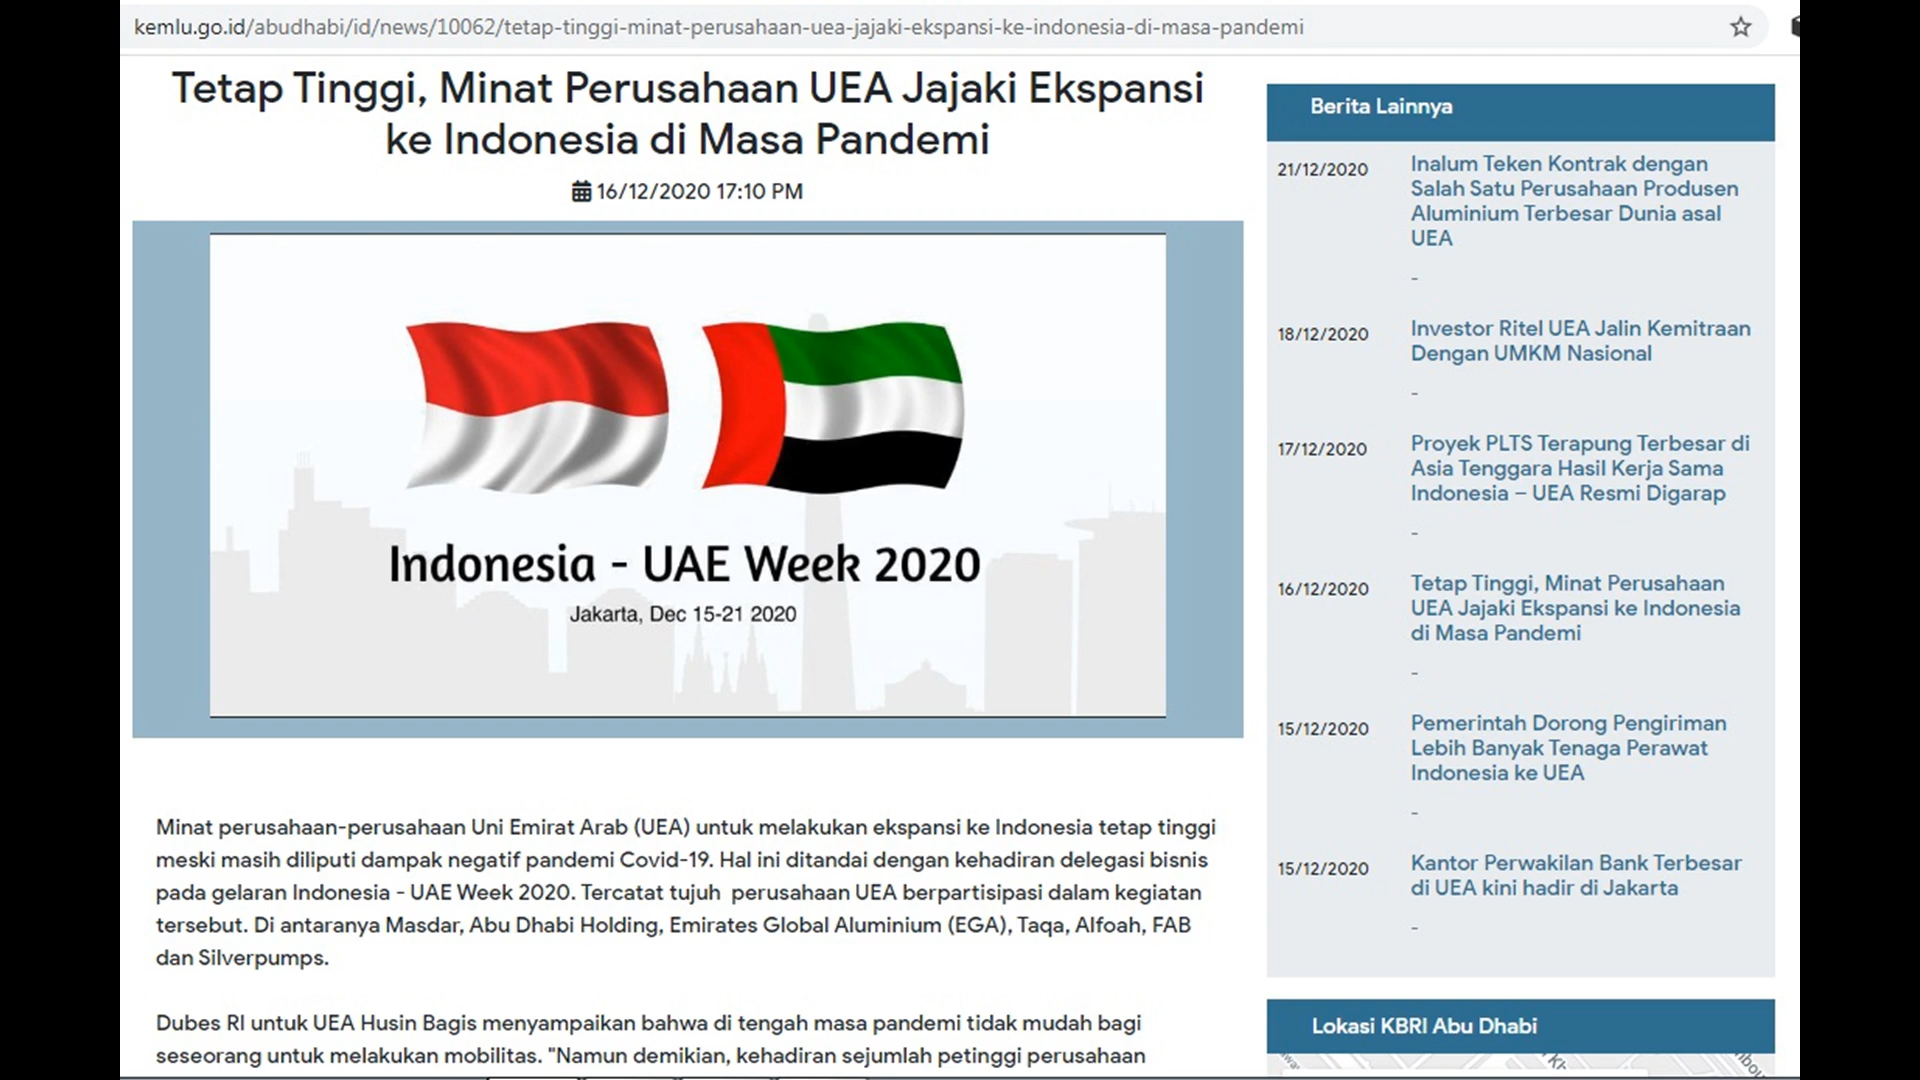 kemlu.go.id/abudhabi/id/news/10062/tetap-tinggi-minat-perusahaan-uea-jajaki-ekspansi-ke-indonesia-di-masa-pandemi
Tetap Tinggi, Minat Perusahaan UEA Jajaki Ekspansi
ke Indonesia di Masa Pandemi
16/12/2020 17:10 PM
Indonesia - UAE Week 2020
Jakarta, Dec 15-21 2020
Minat perusahaan-perusahaan Uni Emirat Arab (UEA) untuk melakukan ekspansi ke Indonesia tetap tinggi
meski masih diliputi dampak negatif pandemi Covid-19. Hal ini ditandai dengan kehadiran delegasi bisnis
pada gelaran Indonesia - UAE Week 2020. Tercatat tujuh  perusahaan UEA berpartisipasi dalam kegiatan
tersebut. Di antaranya Masdar, Abu Dhabi Holding, Emirates Global Aluminium (EGA), Taqa, Alfoah, FAB
dan Silverpumps.
Dubes RI untuk UEA Husin Bagis menyampaikan bahwa di tengah masa pandemi tidak mudah bagi
seseorang untuk melakukan mobilitas. "Namun demikian, kehadiran sejumlah petinggi perusahaan
Berita Lainnya
21/12/2020
Inalum Teken Kontrak dengan
Salah Satu Perusahaan Produsen
Aluminium Terbesar Dunia asal
UEA
-
18/12/2020
Investor Ritel UEA Jalin Kemitraan
Dengan UMKM Nasional
-
17/12/2020
Proyek PLTS Terapung Terbesar di
Asia Tenggara Hasil Kerja Sama
Indonesia – UEA Resmi Digarap
-
16/12/2020
Tetap Tinggi, Minat Perusahaan
UEA Jajaki Ekspansi ke Indonesia
di Masa Pandemi
-
15/12/2020
Pemerintah Dorong Pengiriman
Lebih Banyak Tenaga Perawat
Indonesia ke UEA
-
15/12/2020
Kantor Perwakilan Bank Terbesar
di UEA kini hadir di Jakarta
-
Lokasi KBRI Abu Dhabi